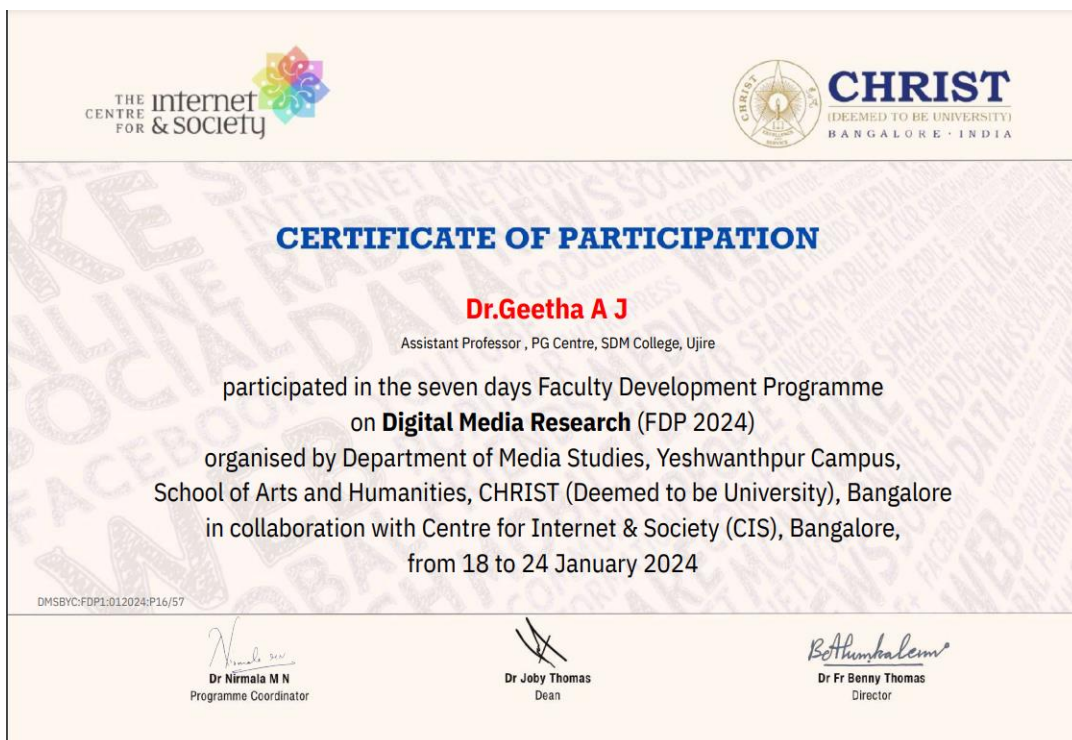 THE CENTRE FOR internet & society
CHRIST
(DEEMED TO BE UNIVERSITY)
BANGALORE · INDIA
CERTIFICATE OF PARTICIPATION
Dr.Geetha A J
Assistant Professor , PG Centre, SDM College, Ujire
participated in the seven days Faculty Development Programme
on Digital Media Research (FDP 2024)
organised by Department of Media Studies, Yeshwanthpur Campus,
School of Arts and Humanities, CHRIST (Deemed to be University), Bangalore
in collaboration with Centre for Internet & Society (CIS), Bangalore,
from 18 to 24 January 2024
DMSBYC:FDP1:012024:P16/57
Dr Nirmala M N
Programme Coordinator
Dr Joby Thomas
Dean
Dr Fr Benny Thomas
Director